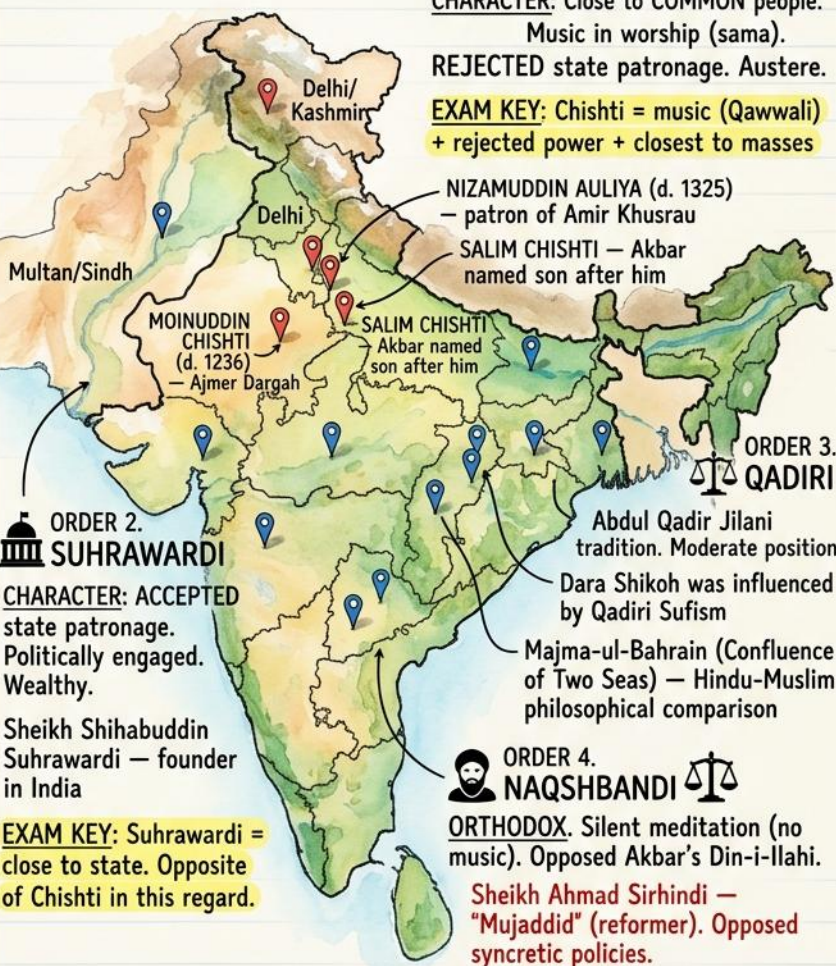 CHARACTER: Close to COMMON people.
Music in worship (sama).
REJECTED state patronage. Austere.
EXAM KEY: Chishti = music (Qawwali)
+ rejected power + closest to masses
Delhi/
Kashmir
NIZAMUDDIN AULIYA (d. 1325)
– patron of Amir Khusrau
Delhi
SALIM CHISHTI – Akbar
named son after him
Multan/Sindh
MOINUDDIN
CHISHTI
(d. 1236)
– Ajmer Dargah
SALIM CHISHTI
Akbar named
son after him
ORDER 3.
QADIRI
Abdul Qadir Jilani
tradition. Moderate position
Dara Shikoh was influenced
by Qadiri Sufism
Majma-ul-Bahrain (Confluence
of Two Seas) – Hindu-Muslim
philosophical comparison
ORDER 2.
SUHRAWARDI
CHARACTER: ACCEPTED
state patronage.
Politically engaged.
Wealthy.
Sheikh Shihabuddin
Suhrawardi – founder
in India
EXAM KEY: Suhrawardi =
close to state. Opposite
of Chishti in this regard.
ORDER 4.
NAQSHBANDI
ORTHODOX. Silent meditation (no
music). Opposed Akbar's Din-i-Ilahi.
Sheikh Ahmad Sirhindi –
"Mujaddid" (reformer). Opposed
syncretic policies.